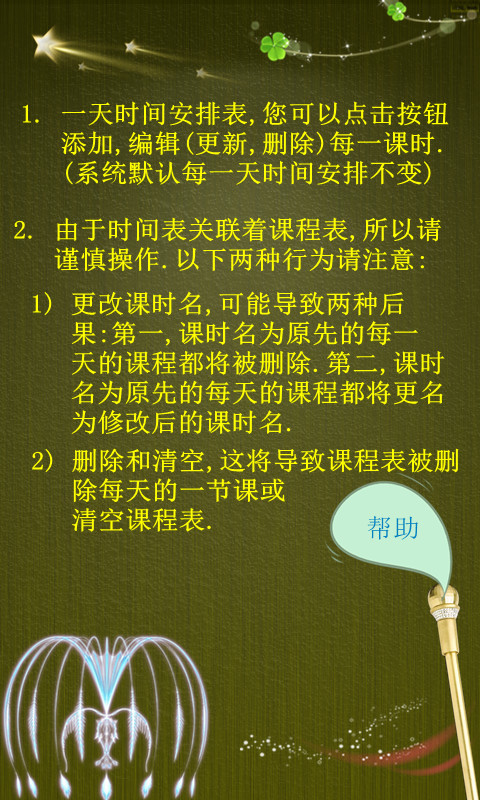 1. 一天时间安排表,您可以点击按钮
添加,编辑(更新,删除)每一课时.
(系统默认每一天时间安排不变)
2. 由于时间表关联着课程表,所以请
谨慎操作.以下两种行为请注意:
1) 更改课时名,可能导致两种后
果:第一,课时名为原先的每一
天的课程都将被删除.第二,课时
名为原先的每天的课程都将更名
为修改后的课时名.
2) 删除和清空,这将导致课程表被删
除每天的一节课或
清空课程表.
帮助